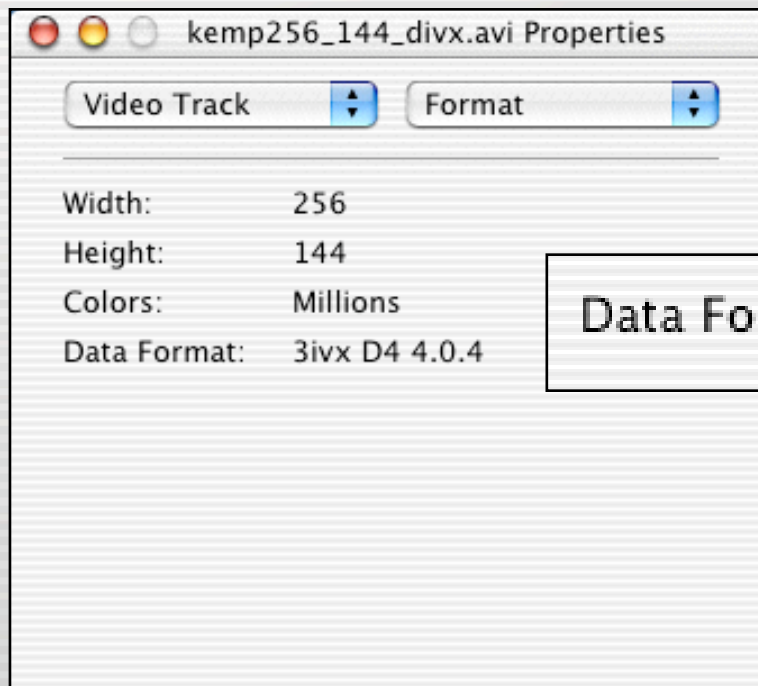 kemp256_144_divx.avi Properties
Video Track Format
Width: 256
Height: 144
Colors: Millions
Data Format: 3ivx D4 4.0.4
Data Fo